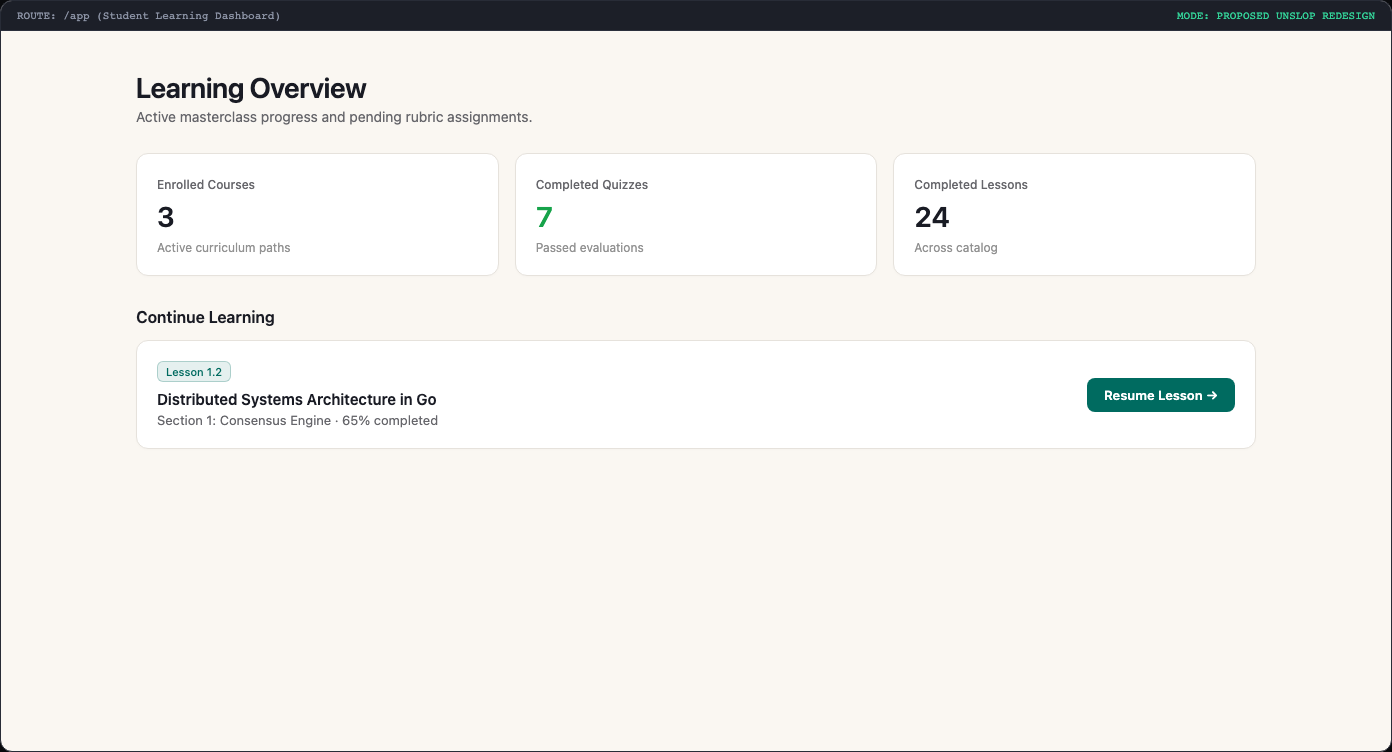 ROUTE: /app (Student Learning Dashboard)
MODE: PROPOSED UNSLOP REDESIGN
Learning Overview
Active masterclass progress and pending rubric assignments.
Enrolled Courses
3
Active curriculum paths
Completed Quizzes
7
Passed evaluations
Completed Lessons
24
Across catalog
Continue Learning
Lesson 1.2
Distributed Systems Architecture in Go
Section 1: Consensus Engine · 65% completed
Resume Lesson →